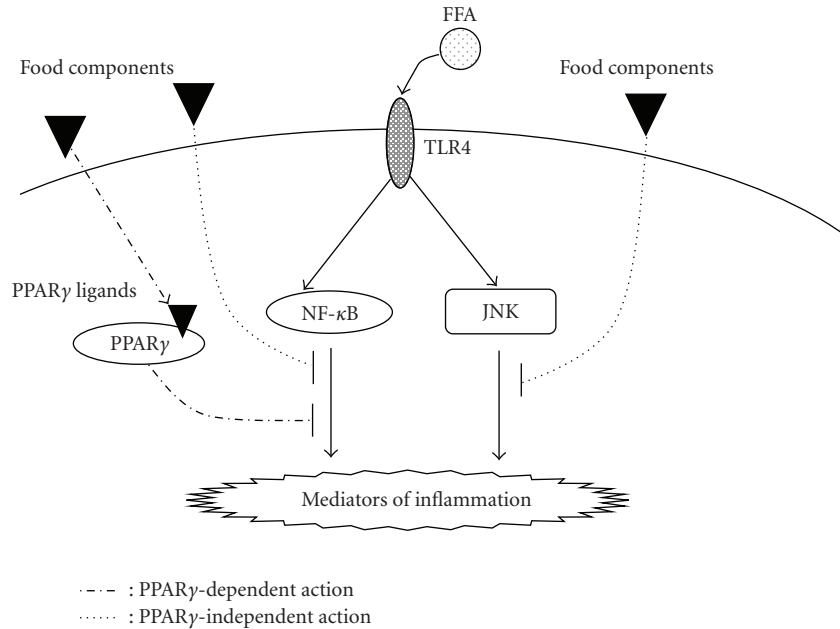 FFA
Food components
Food components
TLR4
PPARγ ligands
NF-κB
JNK
PPARγ
Mediators of inflammation
: PPARγ-dependent action
: PPARγ-independent action